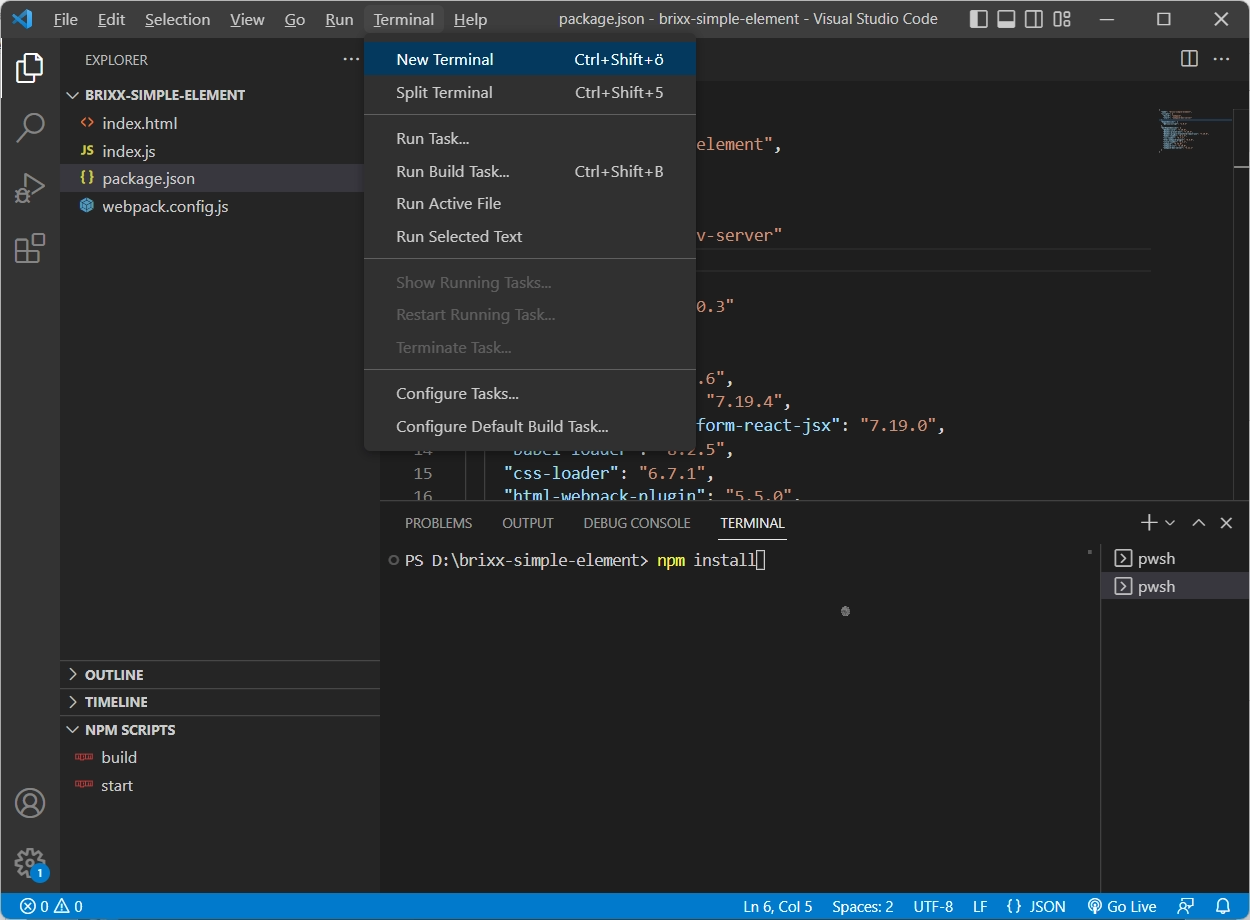 File Edit Selection View Go Run Terminal Help package.json - brixx-simple-element - Visual Studio Code
EXPLORER
BRIXX-SIMPLE-ELEMENT
index.html
JS index.js
{} package.json
webpack.config.js
New Terminal Ctrl+Shift+ö
Split Terminal Ctrl+Shift+5
Run Task...
Run Build Task... Ctrl+Shift+B
Run Active File
Run Selected Text
Show Running Tasks...
Restart Running Task...
Terminate Task...
Configure Tasks...
Configure Default Build Task...
element",
v-server"
0.3"
.6",
"7.19.4",
form-react-jsx": "7.19.0",
14 "babel-loader": "8.2.5",
15 "css-loader": "6.7.1",
16 "html-webpack-plugin": "5.5.0",
PROBLEMS OUTPUT DEBUG CONSOLE TERMINAL
PS D:\brixx-simple-element> npm install
pwsh
pwsh
OUTLINE
TIMELINE
NPM SCRIPTS
build
start
1
0 0 Ln 6, Col 5 Spaces: 2 UTF-8 LF {} JSON Go Live